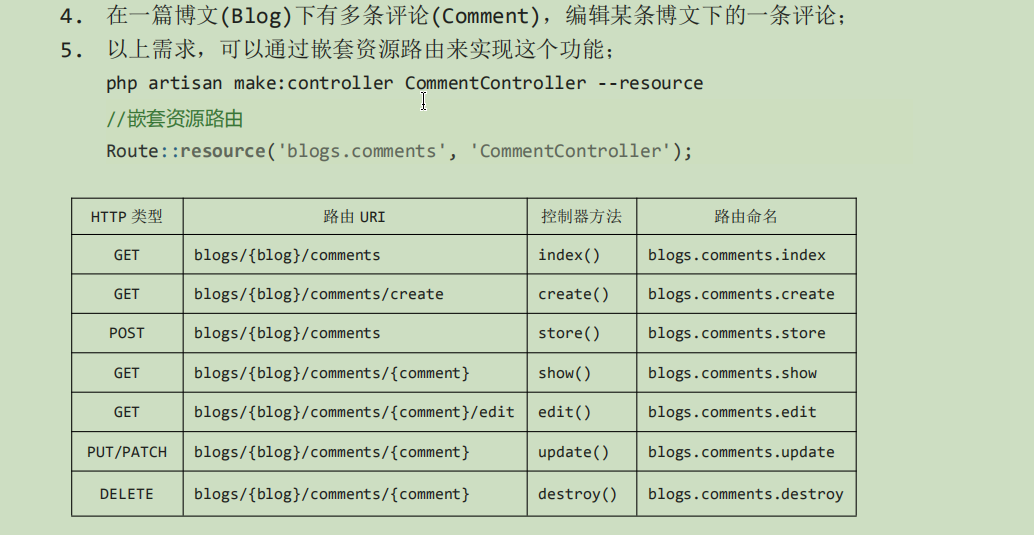 4. 在一篇博文(Blog)下有多条评论(Comment)，编辑某条博文下的一条评论；
5. 以上需求，可以通过嵌套资源路由来实现这个功能；
php artisan make:controller CommentController --resource
//嵌套资源路由
Route::resource('blogs.comments', 'CommentController');
HTTP 类型 路由 URI 控制器方法 路由命名
GET blogs/{blog}/comments index() blogs.comments.index
GET blogs/{blog}/comments/create create() blogs.comments.create
POST blogs/{blog}/comments store() blogs.comments.store
GET blogs/{blog}/comments/{comment} show() blogs.comments.show
GET blogs/{blog}/comments/{comment}/edit edit() blogs.comments.edit
PUT/PATCH blogs/{blog}/comments/{comment} update() blogs.comments.update
DELETE blogs/{blog}/comments/{comment} destroy() blogs.comments.destroy